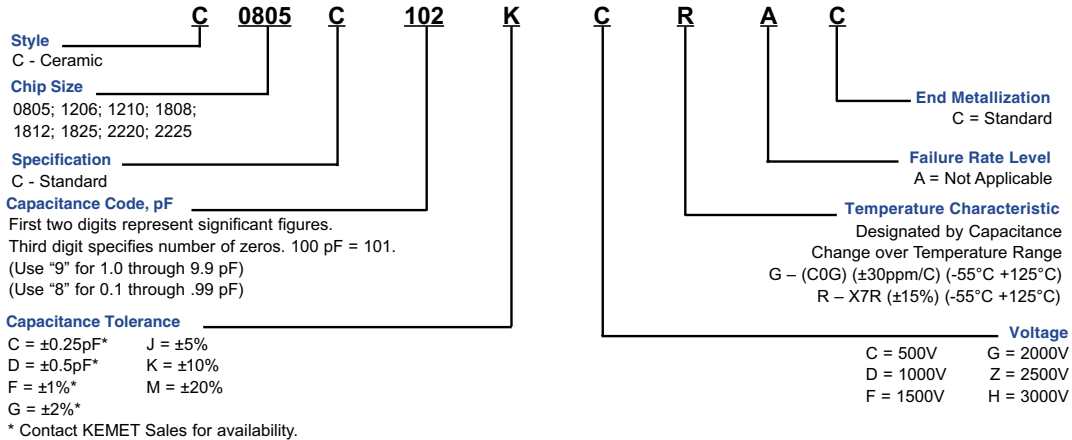 C 0805 C 102 K C R A C
Style
C - Ceramic
Chip Size
0805; 1206; 1210; 1808;
1812; 1825; 2220; 2225
Specification
C - Standard
Capacitance Code, pF
First two digits represent significant figures.
Third digit specifies number of zeros. 100 pF = 101.
(Use “9” for 1.0 through 9.9 pF)
(Use “8” for 0.1 through .99 pF)
Capacitance Tolerance
C = ±0.25pF* J = ±5%
D = ±0.5pF* K = ±10%
F = ±1%* M = ±20%
G = ±2%*
* Contact KEMET Sales for availability.
End Metallization
C = Standard
Failure Rate Level
A = Not Applicable
Temperature Characteristic
Designated by Capacitance
Change over Temperature Range
G – (C0G) (±30ppm/C) (-55°C +125°C)
R – X7R (±15%) (-55°C +125°C)
Voltage
C = 500V G = 2000V
D = 1000V Z = 2500V
F = 1500V H = 3000V